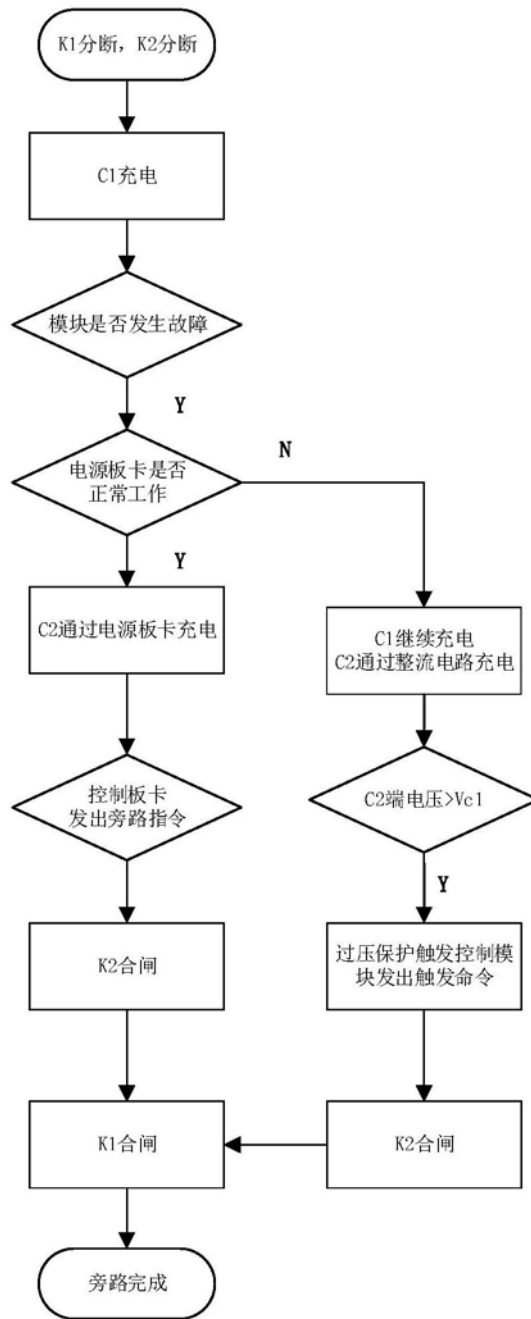 K1分断，K2分断
C1充电
模块是否发生故障
Y
N
电源板卡是否
正常工作
Y
C2通过电源板卡充电
C1继续充电
C2通过整流电路充电
控制板卡
发出旁路指令
C2端电压>Vc1
Y
K2合闸
过压保护触发控制模
块发出触发命令
K1合闸
K2合闸
旁路完成